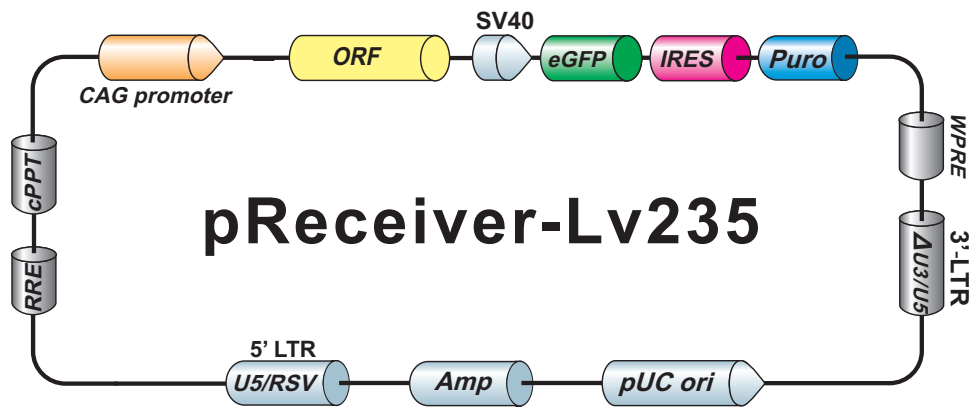 SV40
CAG promoter
ORF
eGFP
IRES
Puro
cPPT
RRE
pReceiver-Lv235
WPRE
3'-LTR
ΔU3/U5
5' LTR
U5/RSV
Amp
pUC ori